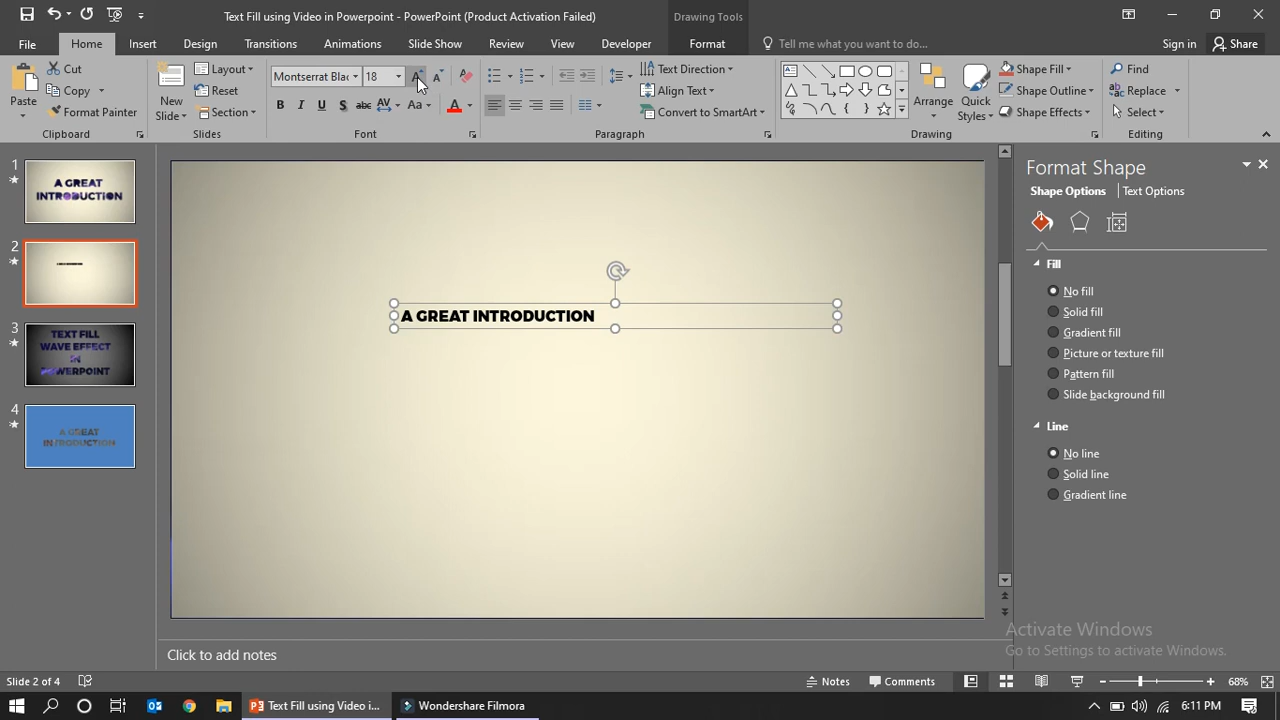 Text Fill using Video in Powerpoint - PowerPoint (Product Activation Failed)
Drawing Tools
File Home Insert Design Transitions Animations Slide Show Review View Developer Format Tell me what you want to do... Sign in Share
Paste
Cut
Copy
Format Painter
Clipboard
New Slide
Layout
Reset
Section
Slides
Montserrat Blac 18
B I U S abc AV Aa A
Font
Text Direction
Align Text
Convert to SmartArt
Paragraph
Arrange
Quick Styles
Shape Fill
Shape Outline
Shape Effects
Drawing
Find
Replace
Select
Editing
1
A GREAT
INTRODUCTION
2
3
TEXT FILL
WAVE EFFECT
IN
POWERPOINT
4
A GREAT
INTRODUCTION
A GREAT INTRODUCTION
Format Shape
Shape Options Text Options
Fill
No fill
Solid fill
Gradient fill
Picture or texture fill
Pattern fill
Slide background fill
Line
No line
Solid line
Gradient line
Activate Windows
Go to Settings to activate Windows.
Click to add notes
Slide 2 of 4 Notes Comments 68%
Text Fill using Video i... Wondershare Filmora 6:11 PM